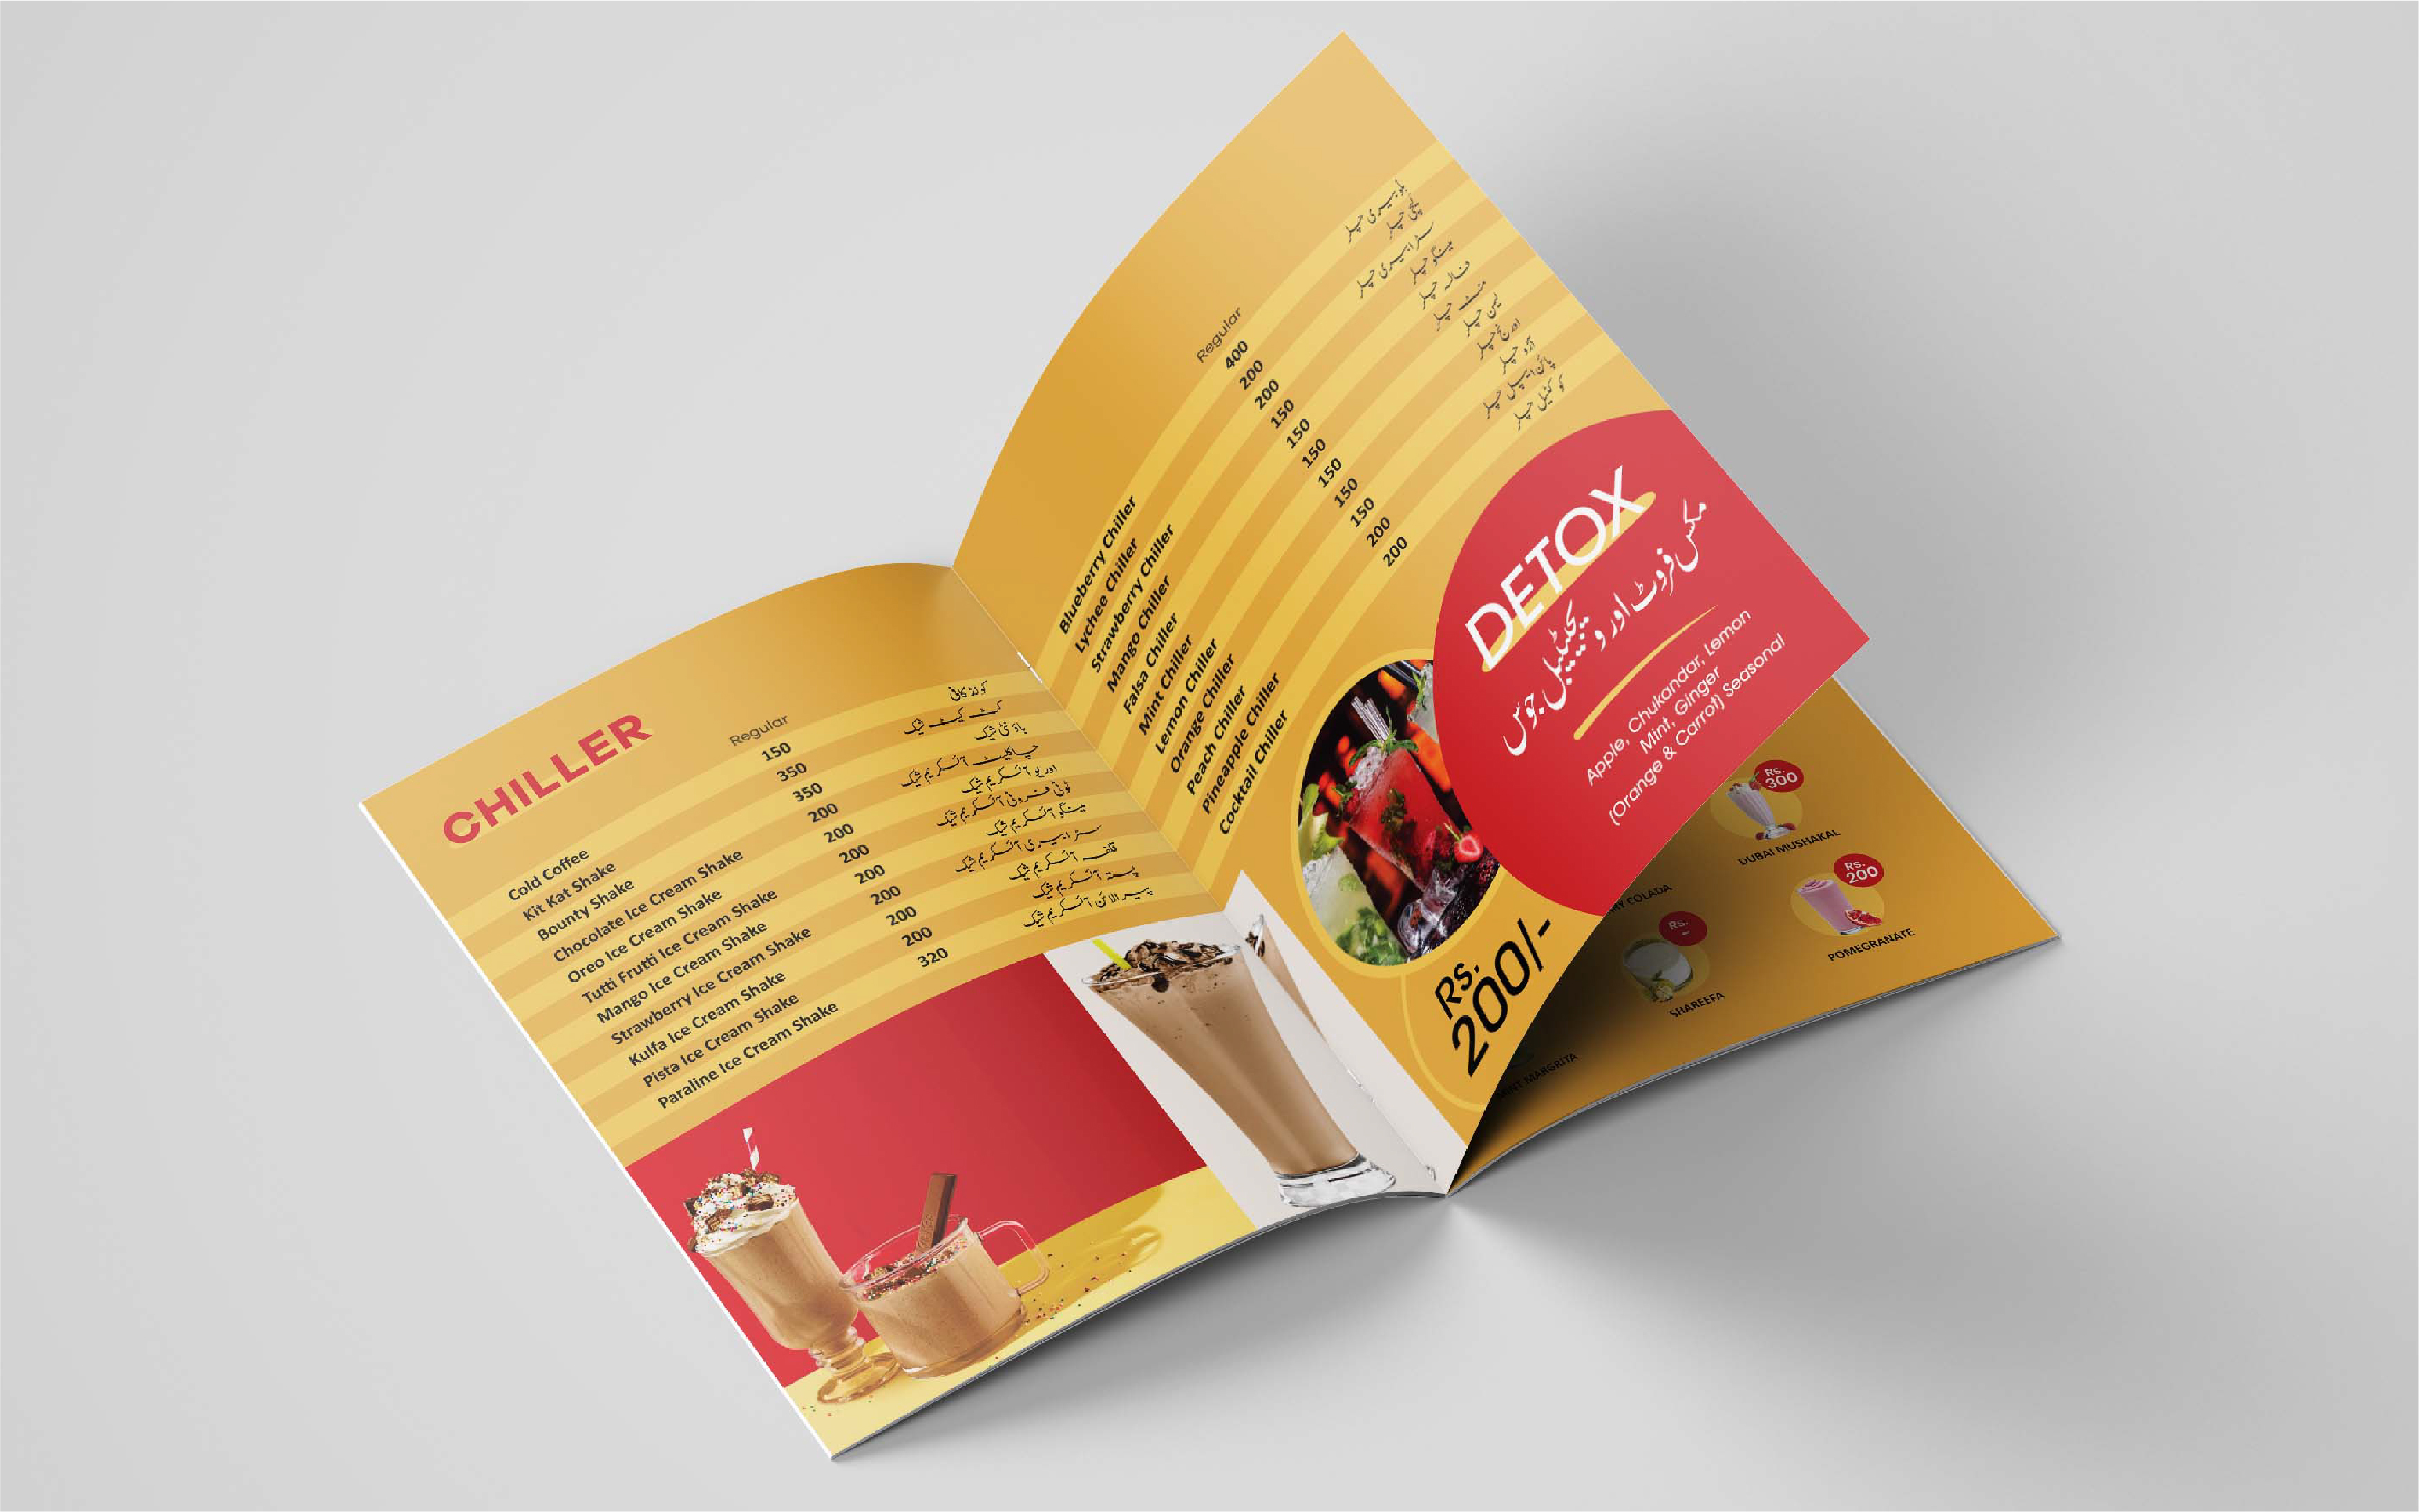 CHILLER
Regular
Cold Coffee 150 کولڈ کافی
Kit Kat Shake 350 کٹ کیٹ شیک
Bounty Shake 350 باؤنٹی شیک
Chocolate Ice Cream Shake 200 چاکلیٹ آئسکریم شیک
Oreo Ice Cream Shake 200 اوریو آئسکریم شیک
Tutti Frutti Ice Cream Shake 200 ٹوٹی فروٹی آئسکریم شیک
Mango Ice Cream Shake 200 مینگو آئسکریم شیک
Strawberry Ice Cream Shake 200 سٹرابیری آئسکریم شیک
Kulfa Ice Cream Shake 200 قلفہ آئسکریم شیک
Pista Ice Cream Shake 200 پستہ آئسکریم شیک
Paraline Ice Cream Shake 320 پیرالائن آئسکریم شیک
Regular
Blueberry Chiller 400 بلوبیری چلر
Lychee Chiller 200 لیچی چلر
Strawberry Chiller 200 سٹرابیری چلر
Mango Chiller 150 مینگو چلر
Falsa Chiller 150 فالسہ چلر
Mint Chiller 150 منٹ چلر
Lemon Chiller 150 لیمن چلر
Orange Chiller 150 اورنج چلر
Peach Chiller 150 آڑو چلر
Pineapple Chiller 200 پائن ایپل چلر
Cocktail Chiller 200 کوکٹیل چلر
DETOX
مکس فروٹ اور ویجیٹیبل جوس
Apple, Chukandar, Lemon
Mint, Ginger
(Orange & Carrot) Seasonal
Rs.
200/-
Rs.
300
DUBAI MUSHAKAL
Rs.
200
POMEGRANATE
COLADA
Rs.
-
SHAREEFA
MARGRITA